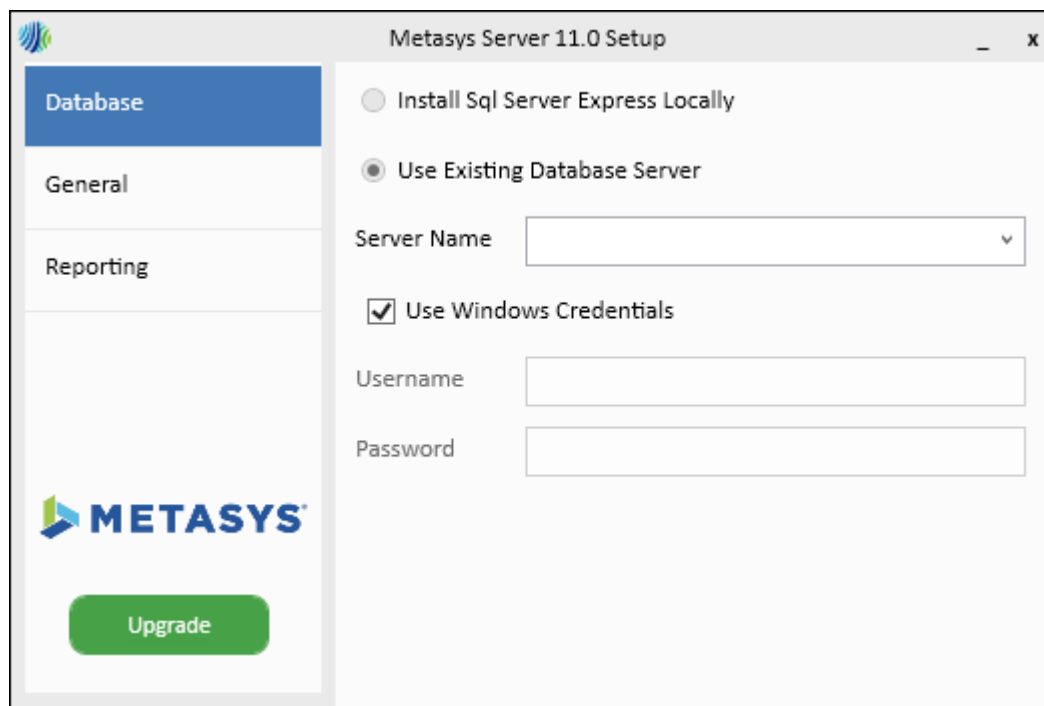 Metasys Server 11.0 Setup
_ x
Database
General
Reporting
Install Sql Server Express Locally
Use Existing Database Server
Server Name
Use Windows Credentials
Username
Password
METASYS®
Upgrade